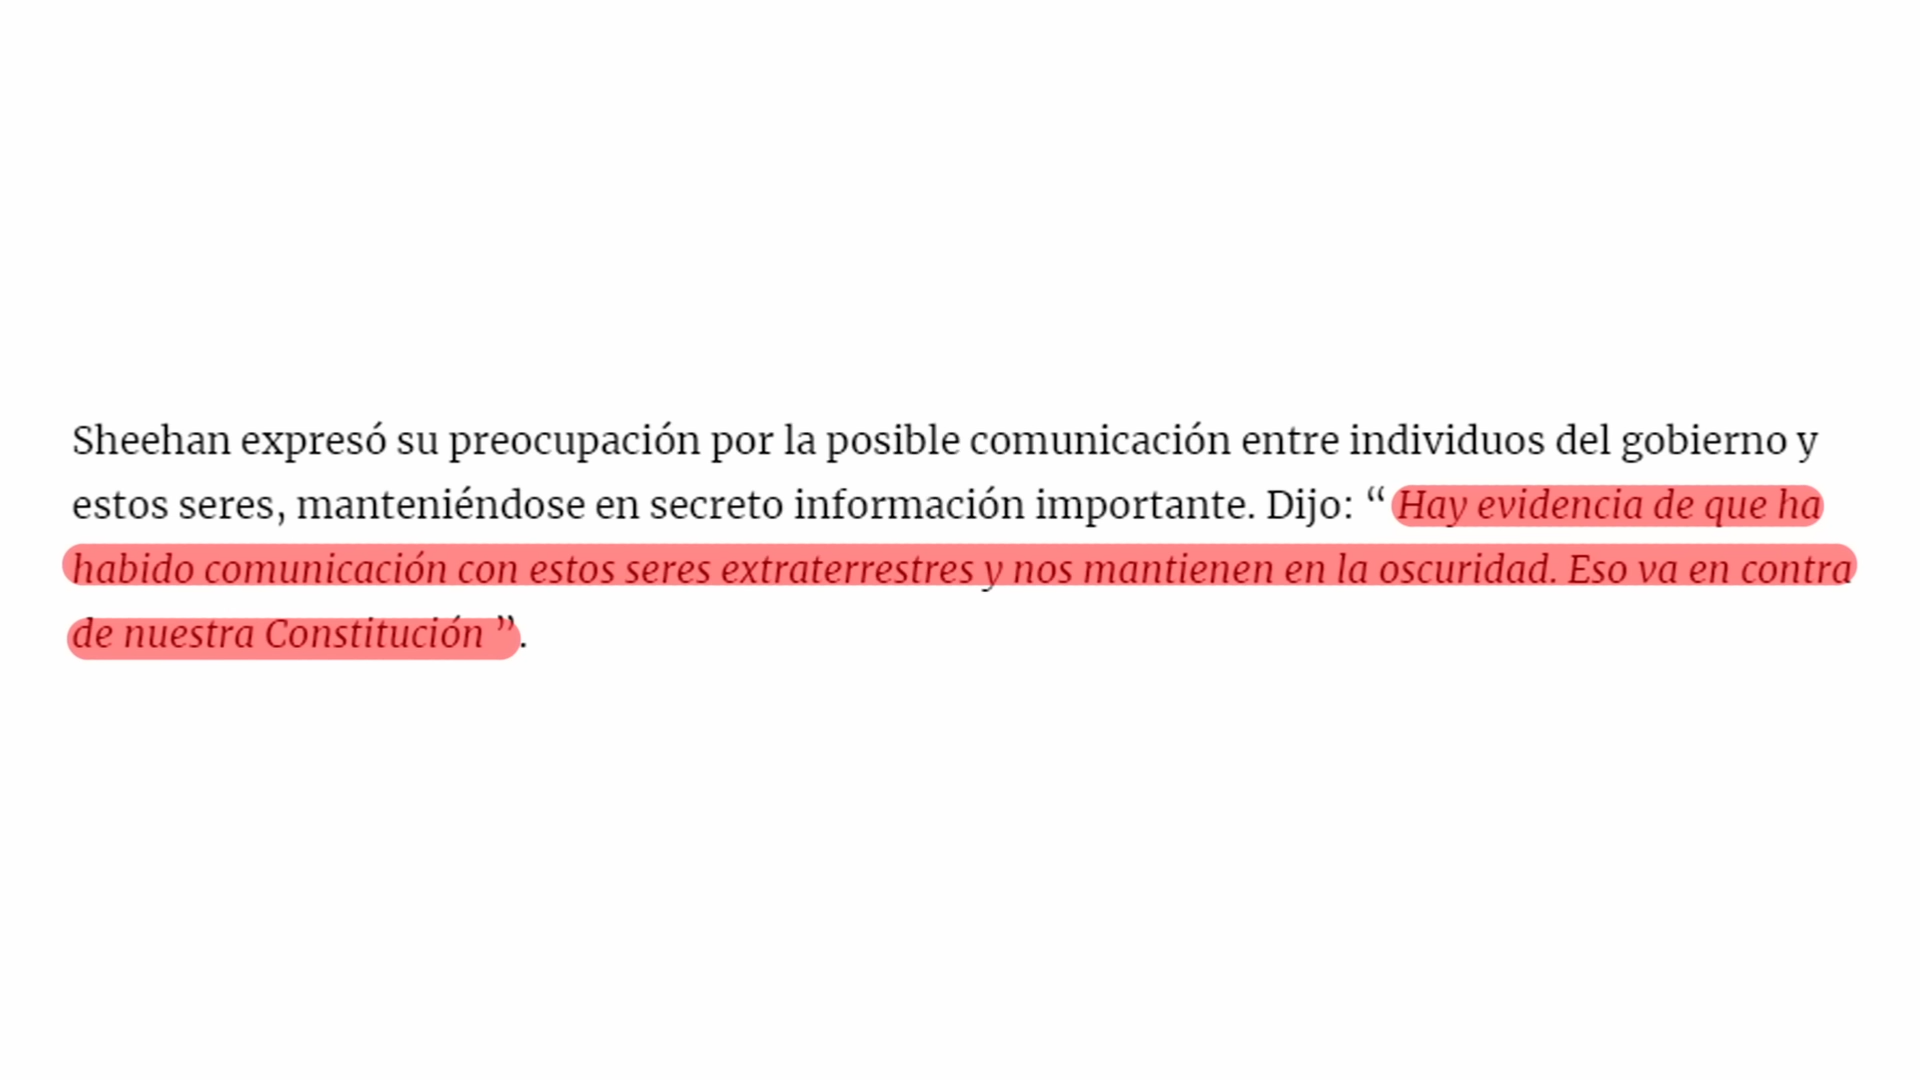 Sheehan expresó su preocupación por la posible comunicación entre individuos del gobierno y
estos seres, manteniéndose en secreto información importante. Dijo: “ Hay evidencia de que ha
habido comunicación con estos seres extraterrestres y nos mantienen en la oscuridad. Eso va en contra
de nuestra Constitución ”.